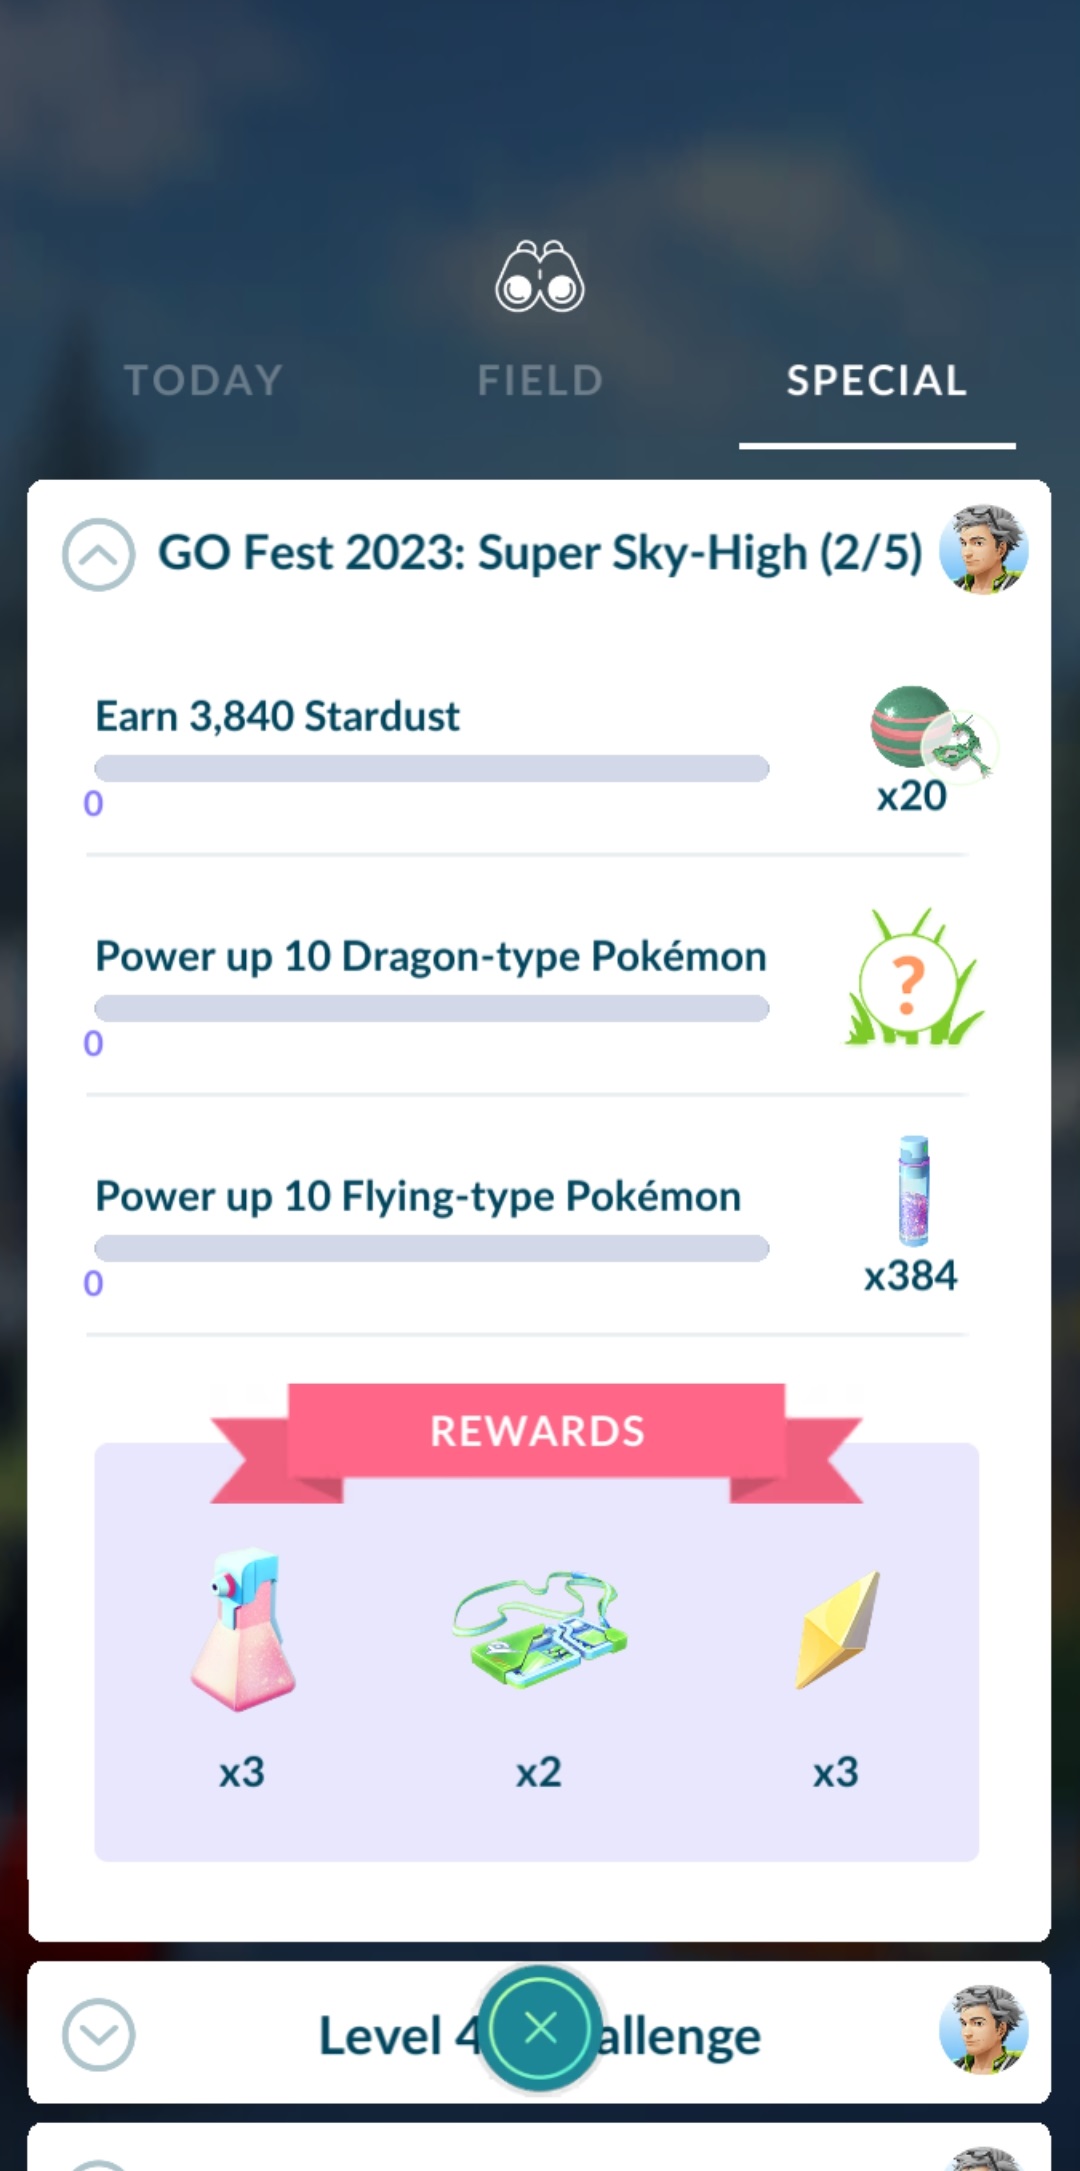 TODAY
FIELD
SPECIAL
GO Fest 2023: Super Sky-High (2/5)
Earn 3,840 Stardust
0
x20
Power up 10 Dragon-type Pokémon
0
?
Power up 10 Flying-type Pokémon
0
x384
REWARDS
x3
x2
x3
Level 4
allenge